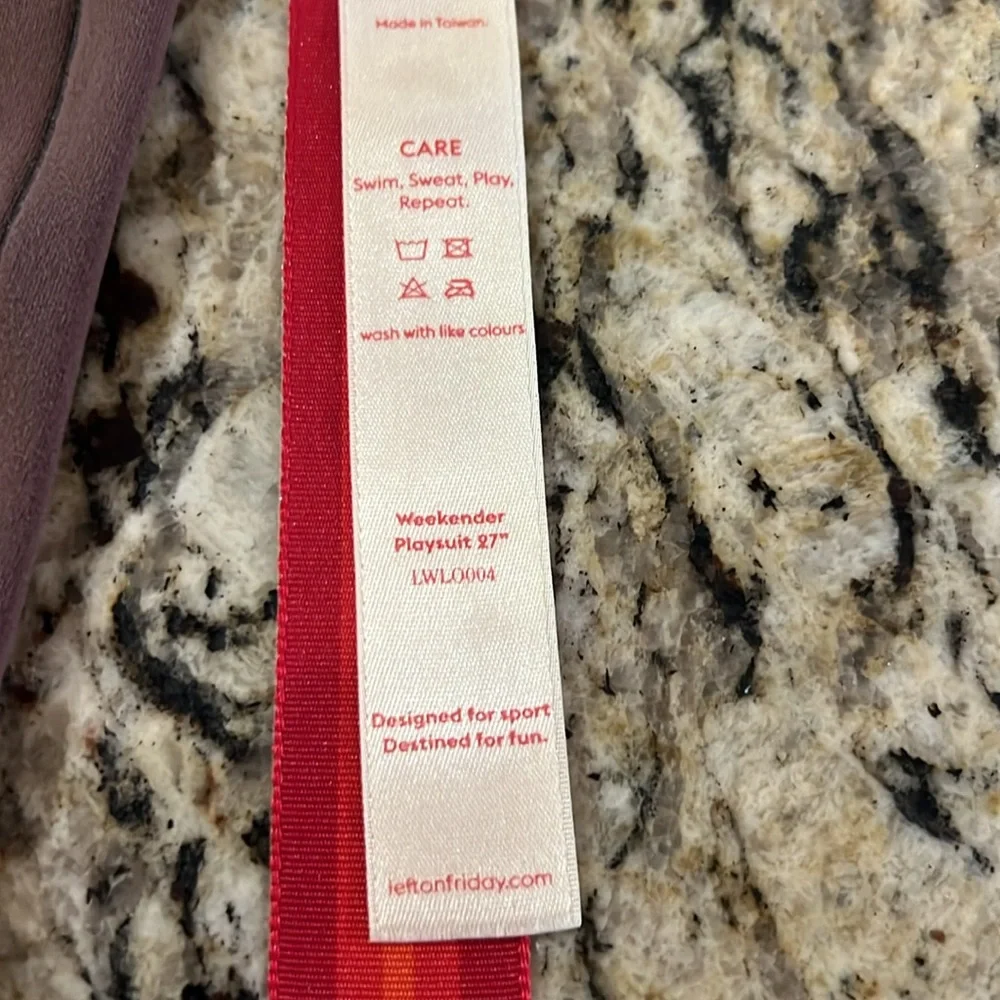 Made in Taiwan.
CARE
Swim, Sweat, Play,
Repeat.
wash with like colours
Weekender
Playsuit 27"
LWLO004
Designed for sport
Destined for fun.
leftonfriday.com